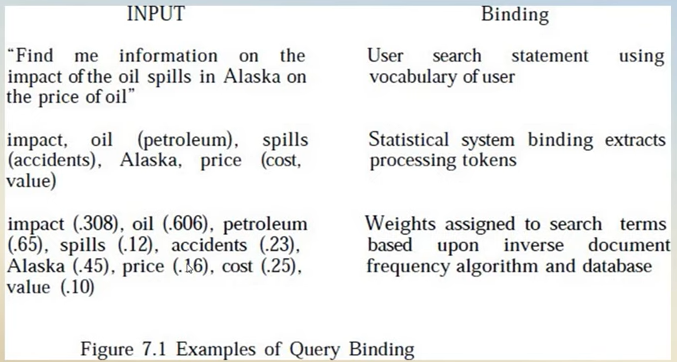 INPUT Binding
“Find me information on the
impact of the oil spills in Alaska on
the price of oil”
User search statement using
vocabulary of user
impact, oil (petroleum), spills
(accidents), Alaska, price (cost,
value)
Statistical system binding extracts
processing tokens
impact (.308), oil (.606), petroleum
(.65), spills (.12), accidents (.23),
Alaska (.45), price (.16), cost (.25),
value (.10)
Weights assigned to search terms
based upon inverse document
frequency algorithm and database
Figure 7.1 Examples of Query Binding